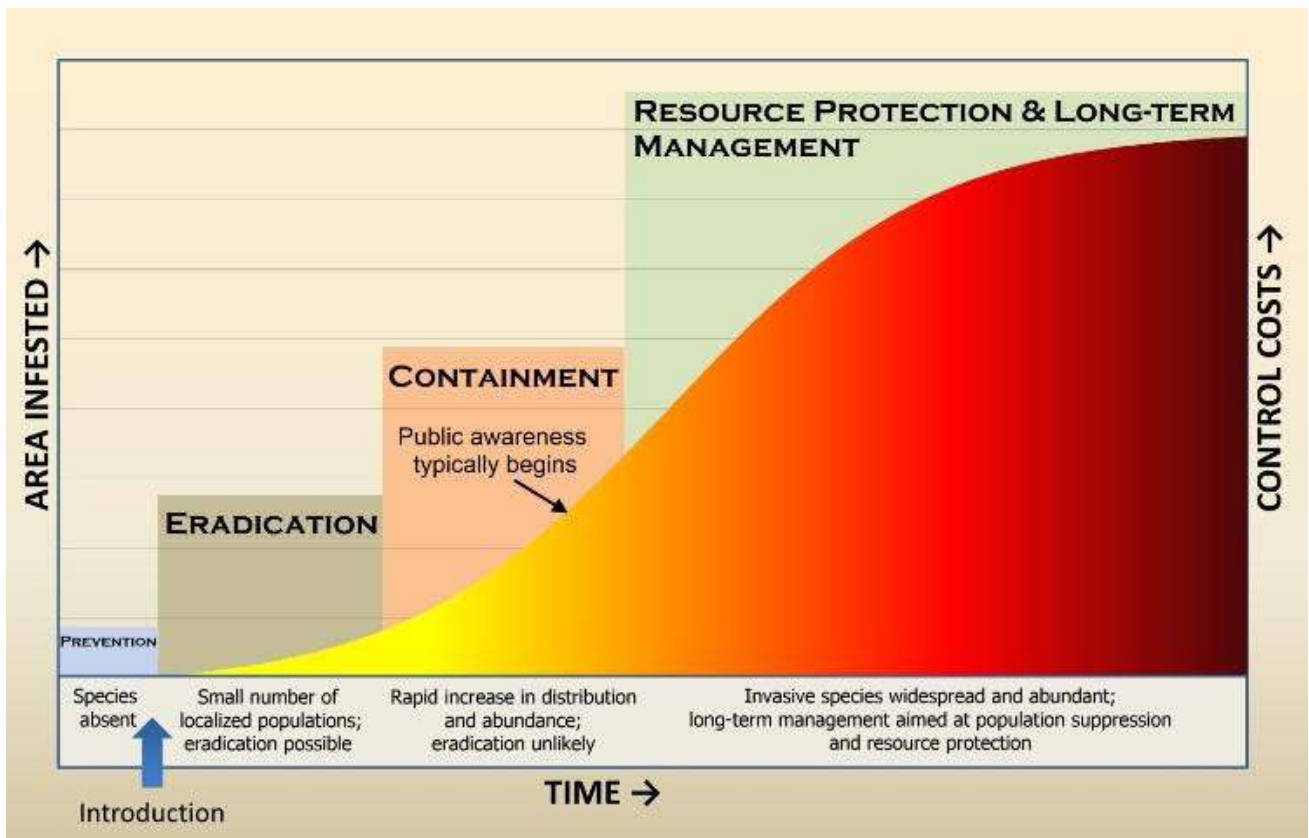 RESOURCE PROTECTION & LONG-TERM
MANAGEMENT
CONTAINMENT
Public awareness
typically begins
ERADICATION
PREVENTION
AREA INFESTED →
CONTROL COSTS →
Species
absent
Small number of
localized populations;
eradication possible
Rapid increase in distribution
and abundance;
eradication unlikely
Invasive species widespread and abundant;
long-term management aimed at population suppression
and resource protection
Introduction
TIME →